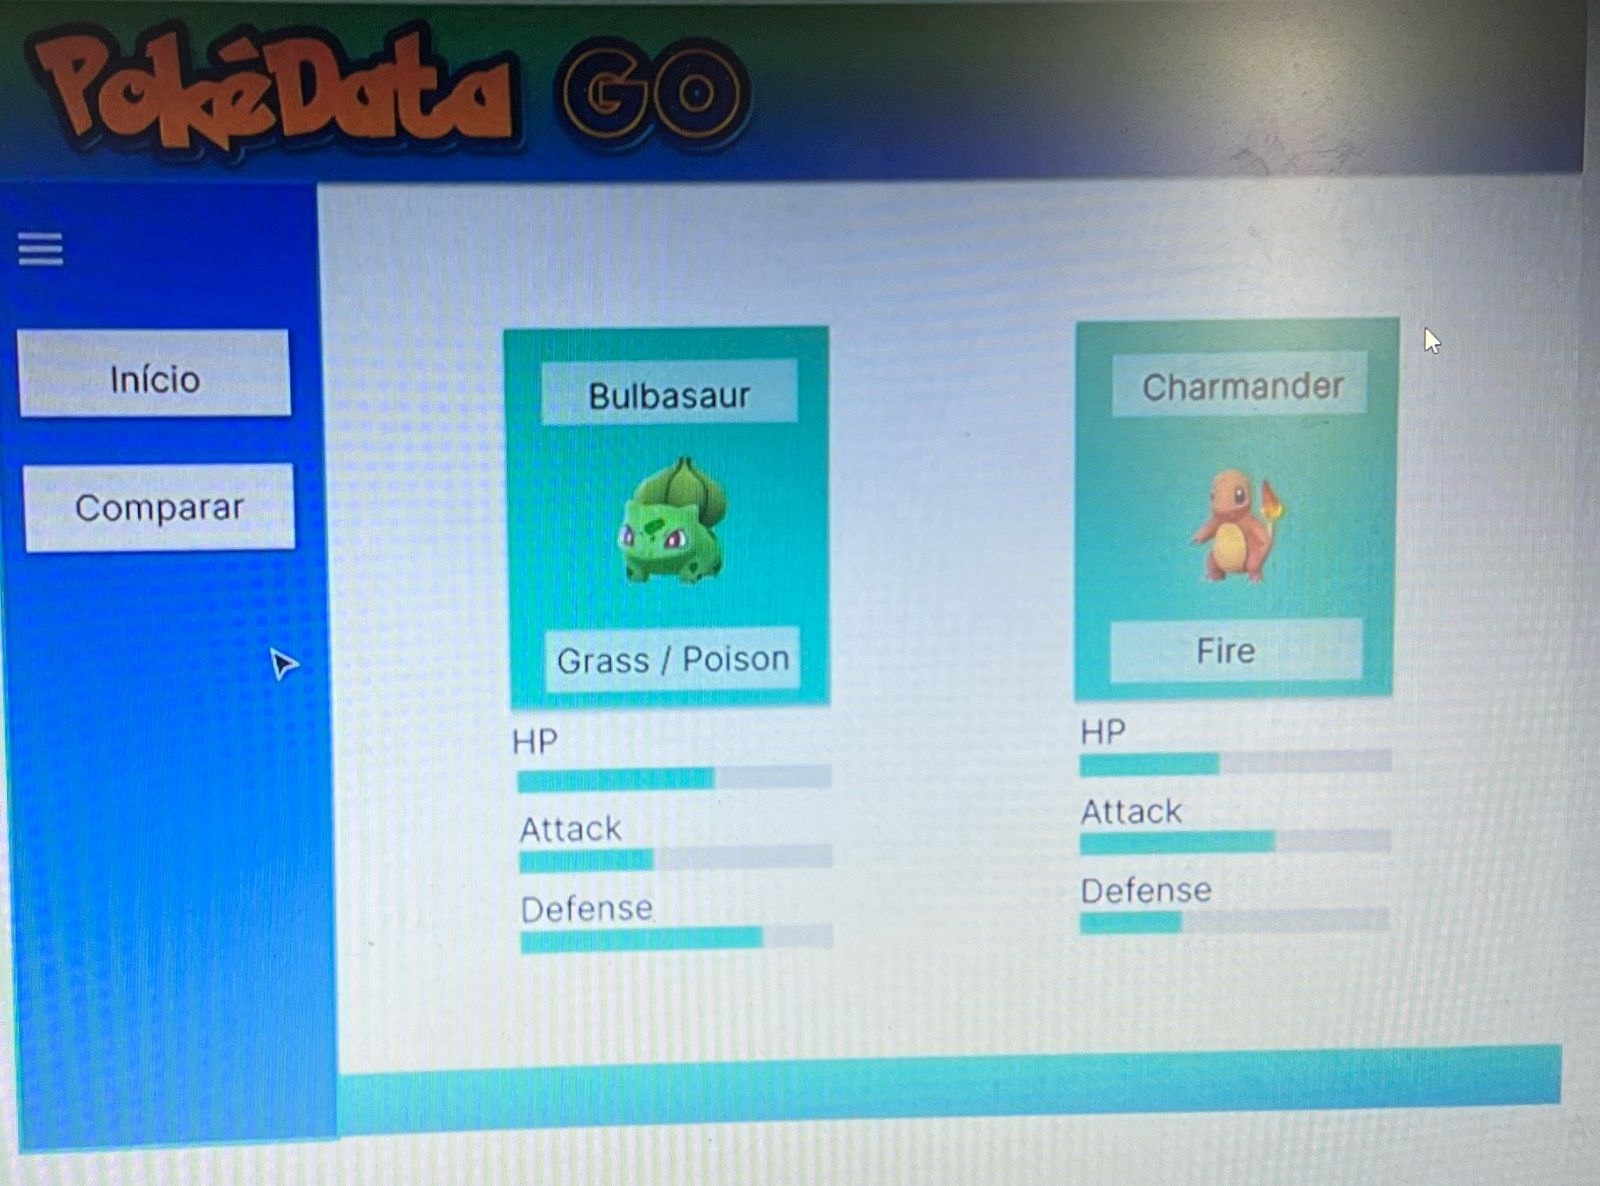 PokéData GO
Início
Comparar
Bulbasaur
Grass / Poison
HP
Attack
Defense
Charmander
Fire
HP
Attack
Defense